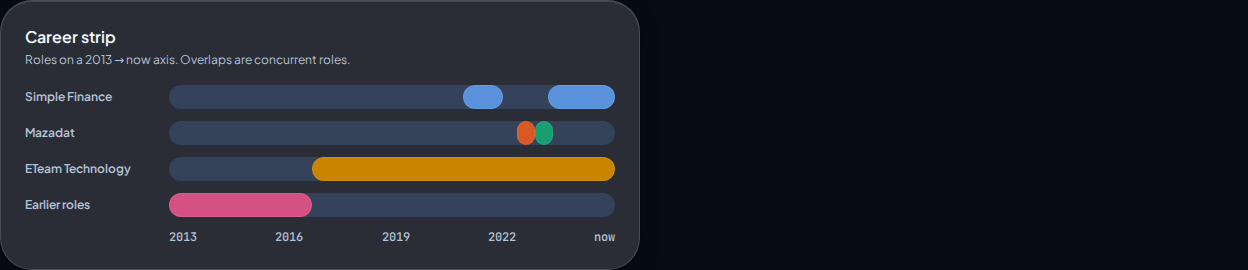 Career strip
Roles on a 2013 → now axis. Overlaps are concurrent roles.
Simple Finance
Mazadat
ETeam Technology
Earlier roles
2013 2016 2019 2022 now